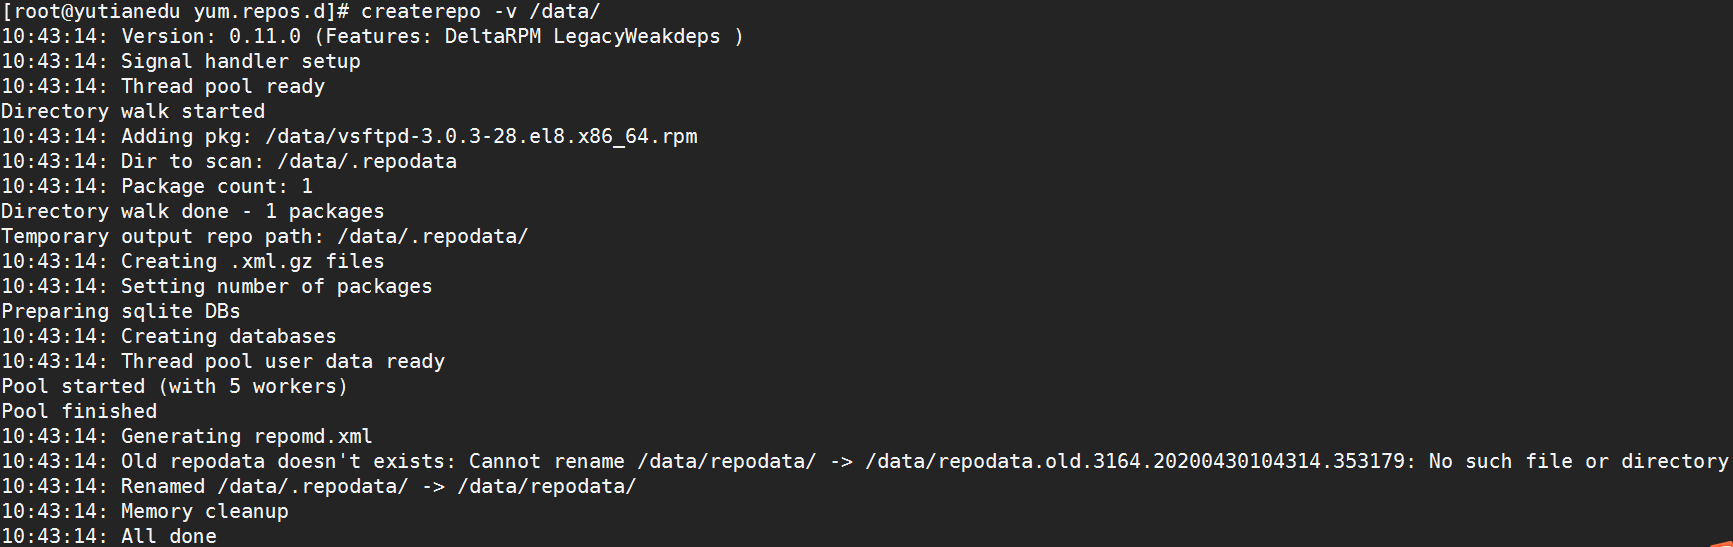 [root@yutianedu yum.repos.d]# createrepo -v /data/
10:43:14: Version: 0.11.0 (Features: DeltaRPM LegacyWeakdeps )
10:43:14: Signal handler setup
10:43:14: Thread pool ready
Directory walk started
10:43:14: Adding pkg: /data/vsftpd-3.0.3-28.el8.x86_64.rpm
10:43:14: Dir to scan: /data/.repodata
10:43:14: Package count: 1
Directory walk done - 1 packages
Temporary output repo path: /data/.repodata/
10:43:14: Creating .xml.gz files
10:43:14: Setting number of packages
Preparing sqlite DBs
10:43:14: Creating databases
10:43:14: Thread pool user data ready
Pool started (with 5 workers)
Pool finished
10:43:14: Generating repomd.xml
10:43:14: Old repodata doesn't exists: Cannot rename /data/repodata/ -> /data/repodata.old.3164.20200430104314.353179: No such file or directory
10:43:14: Renamed /data/.repodata/ -> /data/repodata/
10:43:14: Memory cleanup
10:43:14: All done